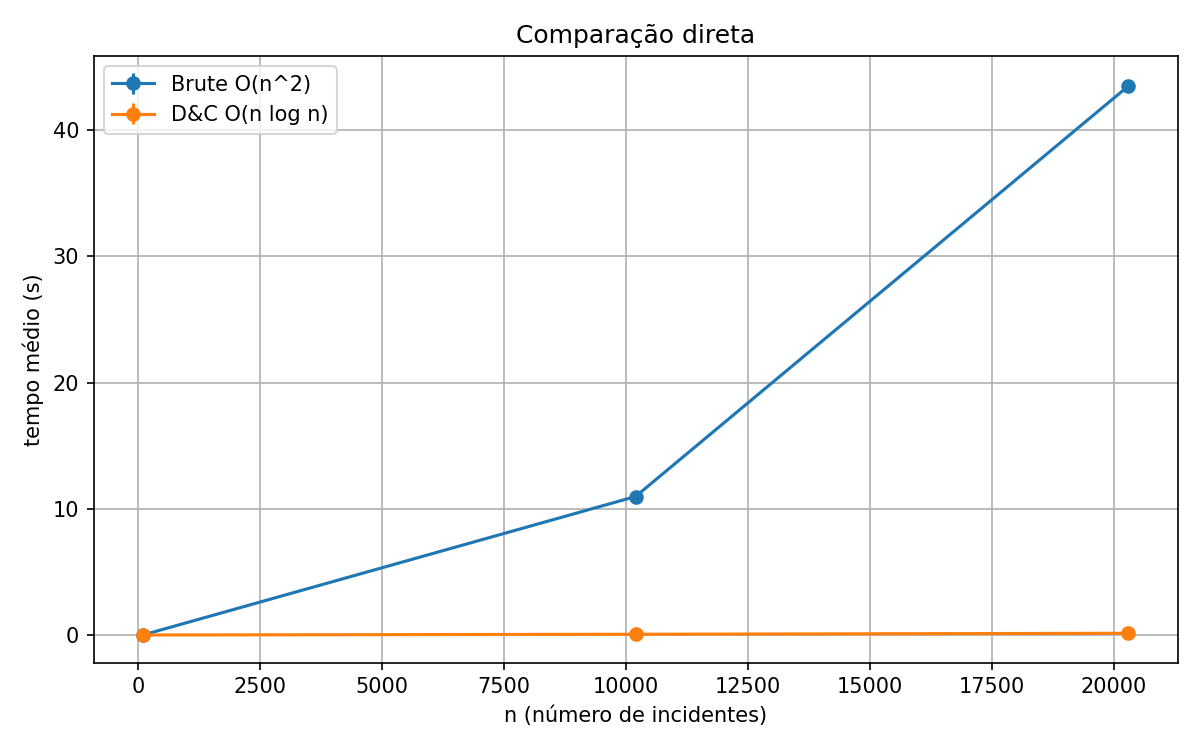 Comparação direta
Brute O(n^2)
D&C O(n log n)
tempo médio (s)
40
30
20
10
0
0 2500 5000 7500 10000 12500 15000 17500 20000
n (número de incidentes)